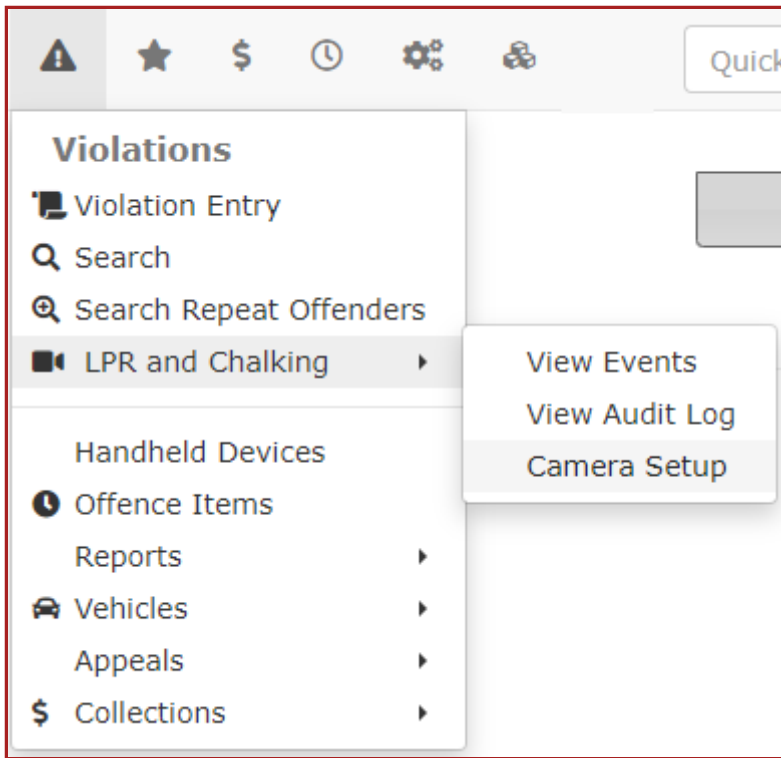 Quick
Violations
Violation Entry
Search
Search Repeat Offenders
LPR and Chalking
View Events
View Audit Log
Camera Setup
Handheld Devices
Offence Items
Reports
Vehicles
Appeals
$ Collections